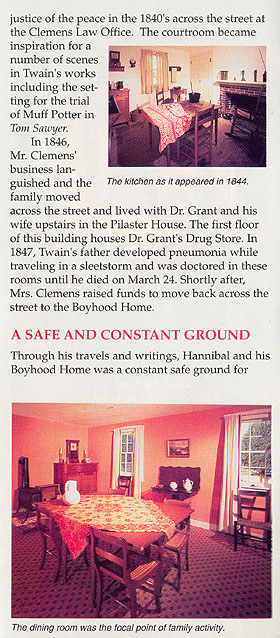 justice of the peace in the 1840's across the street at
the Clemens Law Office. The courtroom became
inspiration for a
number of scenes
in Twain's works
including the set-
ting for the trial
of Muff Potter in
Tom Sawyer.
In 1846,
Mr. Clemens'
business lan-
guished and the
family moved
The kitchen as it appeared in 1844.
across the street and lived with Dr. Grant and his
wife upstairs in the Pilaster House. The first floor
of this building houses Dr. Grant's Drug Store. In
1847, Twain's father developed pneumonia while
traveling in a sleetstorm and was doctored in these
rooms until he died on March 24. Shortly after,
Mrs. Clemens raised funds to move back across the
street to the Boyhood Home.
A SAFE AND CONSTANT GROUND
Through his travels and writings, Hannibal and his
Boyhood Home was a constant safe ground for
The dining room was the focal point of family activity.